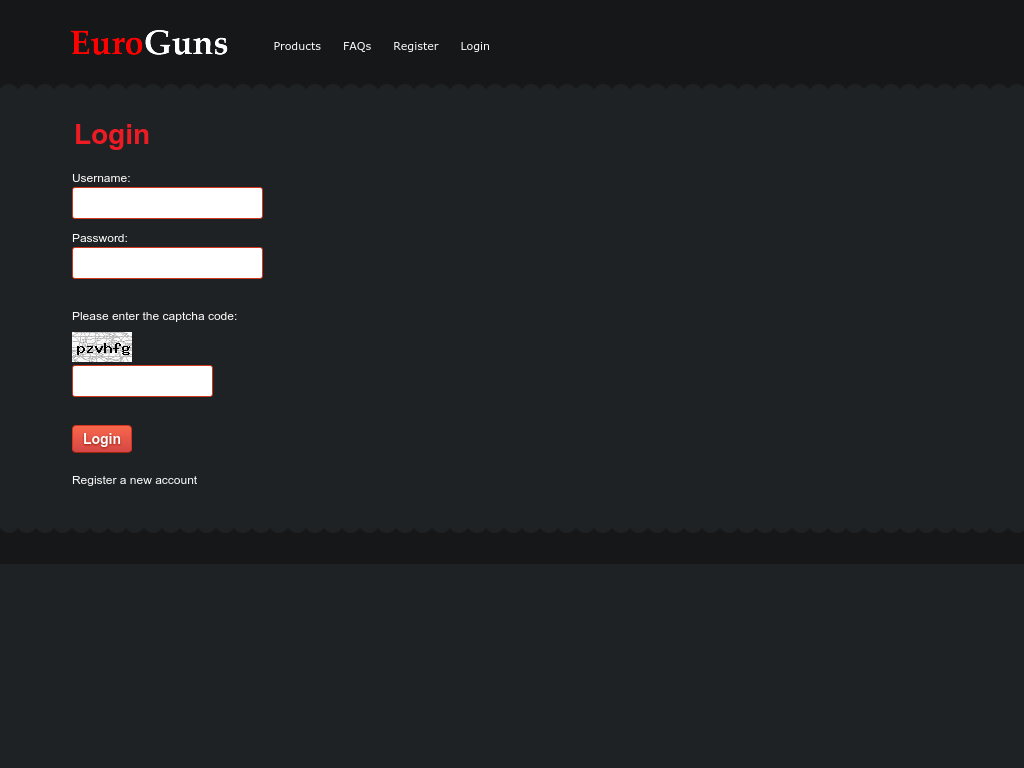 EuroGuns
Products FAQs Register Login
Login
Username:
Password:
Please enter the captcha code:
pzvhfg
Login
Register a new account